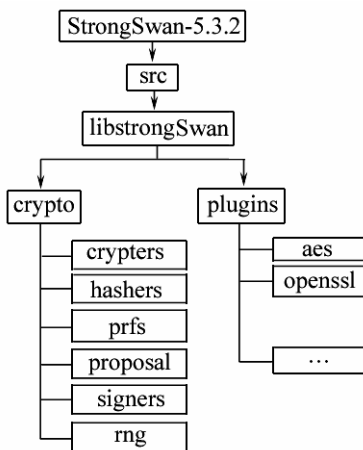 StrongSwan-5.3.2
src
libstrongSwan
crypto
plugins
crypters
hashers
prfs
proposal
signers
rng
aes
openssl
...